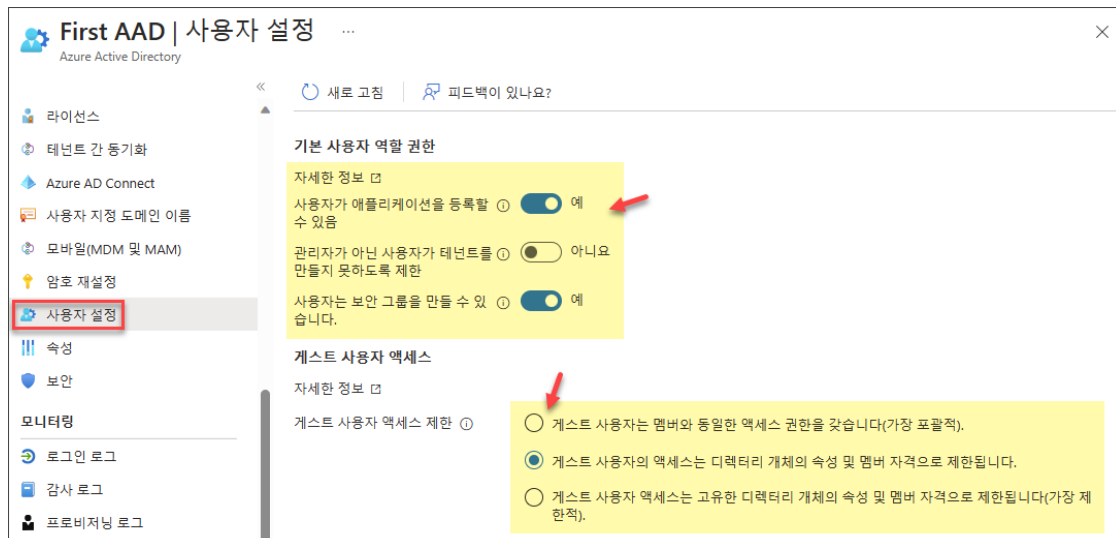 First AAD | 사용자 설정 ...
Azure Active Directory
«
새로 고침
피드백이 있나요?
라이선스
테넌트 간 동기화
Azure AD Connect
사용자 지정 도메인 이름
모바일(MDM 및 MAM)
암호 재설정
사용자 설정
속성
보안
모니터링
로그인 로그
감사 로그
프로비저닝 로그
기본 사용자 역할 권한
자세한 정보
사용자가 애플리케이션을 등록할 예
수 있음
관리자가 아닌 사용자가 테넌트를 아니요
만들지 못하도록 제한
사용자는 보안 그룹을 만들 수 있 예
습니다.
게스트 사용자 액세스
자세한 정보
게스트 사용자 액세스 제한
게스트 사용자는 멤버와 동일한 액세스 권한을 갖습니다(가장 포괄적).
게스트 사용자의 액세스는 디렉터리 개체의 속성 및 멤버 자격으로 제한됩니다.
게스트 사용자 액세스는 고유한 디렉터리 개체의 속성 및 멤버 자격으로 제한됩니다(가장 제
한적).